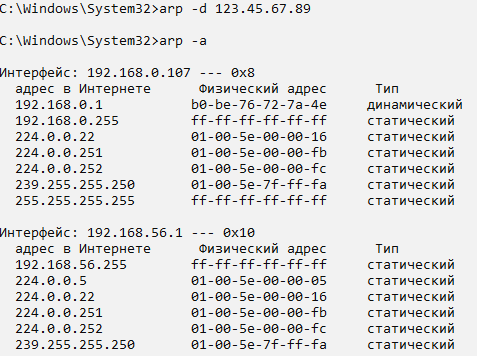 C:\Windows\System32>arp -d 123.45.67.89
C:\Windows\System32>arp -a
Интерфейс: 192.168.0.107 --- 0x8
адрес в Интернете Физический адрес Тип
192.168.0.1 b0-be-76-72-7a-4e динамический
192.168.0.255 ff-ff-ff-ff-ff-ff статический
224.0.0.22 01-00-5e-00-00-16 статический
224.0.0.251 01-00-5e-00-00-fb статический
224.0.0.252 01-00-5e-00-00-fc статический
239.255.255.250 01-00-5e-7f-ff-fa статический
255.255.255.255 ff-ff-ff-ff-ff-ff статический
Интерфейс: 192.168.56.1 --- 0x10
адрес в Интернете Физический адрес Тип
192.168.56.255 ff-ff-ff-ff-ff-ff статический
224.0.0.5 01-00-5e-00-00-05 статический
224.0.0.22 01-00-5e-00-00-16 статический
224.0.0.251 01-00-5e-00-00-fb статический
224.0.0.252 01-00-5e-00-00-fc статический
239.255.255.250 01-00-5e-7f-ff-fa статический